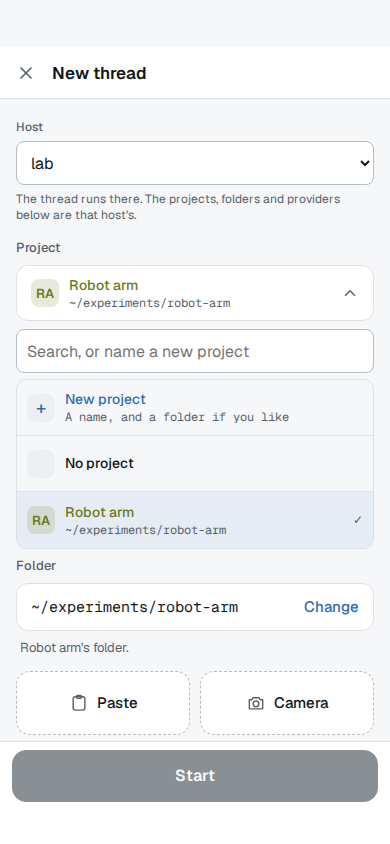 New thread
Host
lab
The thread runs there. The projects, folders and providers
below are that host's.
Project
RA
Robot arm
~/experiments/robot-arm
Search, or name a new project
+
New project
A name, and a folder if you like
No project
RA
Robot arm
~/experiments/robot-arm
✓
Folder
~/experiments/robot-arm
Change
Robot arm's folder.
Paste
Camera
Start